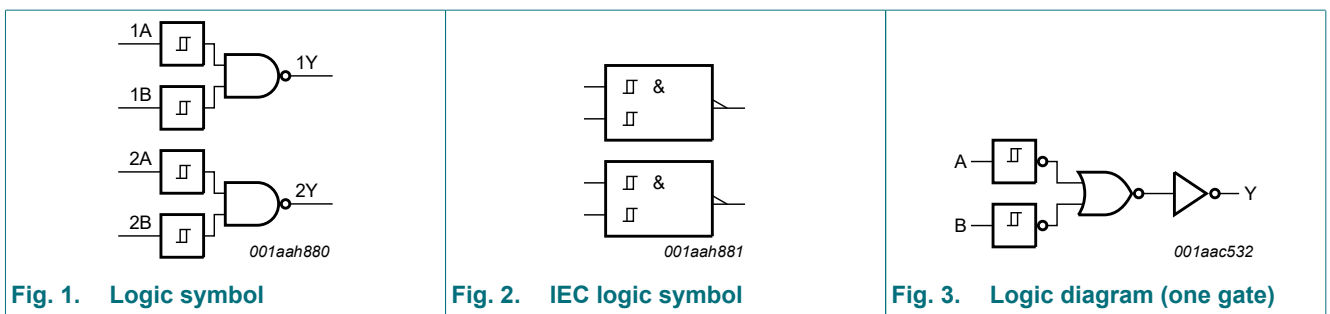 1A
1B
1Y
2A
2B
2Y
001aah880
Fig. 1. Logic symbol
&
&
001aah881
Fig. 2. IEC logic symbol
A
B
Y
001aac532
Fig. 3. Logic diagram (one gate)